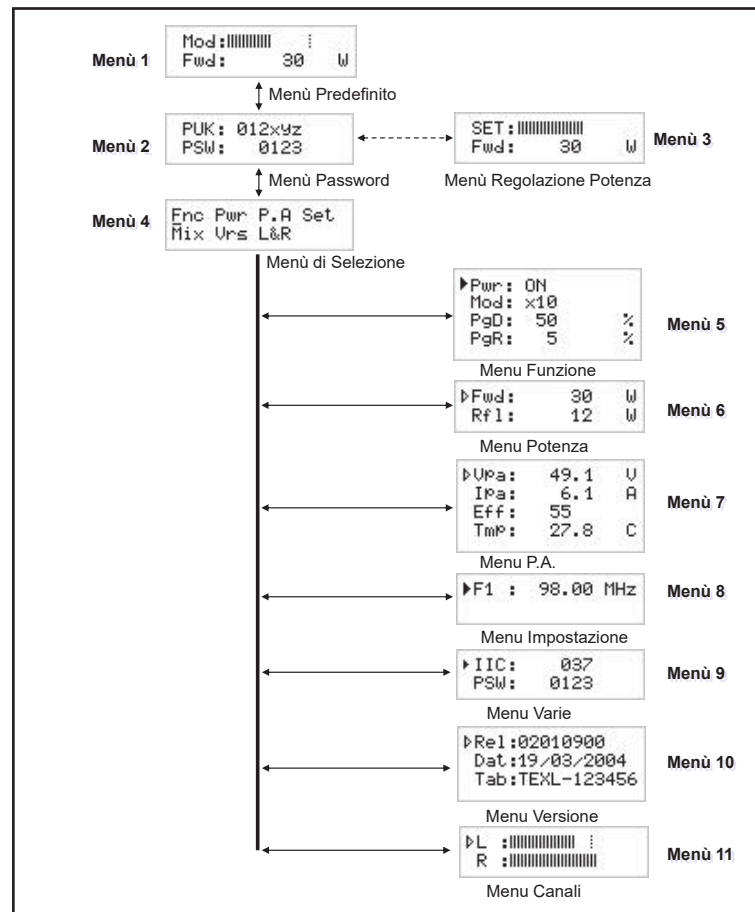 Menù 1
Mod:
Fwd: 30 W
Menù Predefinito
Menù 2
PUK: 012xyz
PSW: 0123
SET:
Fwd: 30 W
Menù 3
Menù Password
Menù Regolazione Potenza
Menù 4
Fnc Pwr P.A Set
Mix Vrs L&R
Menù di Selezione
Pwr: ON
Mod: x10
PgD: 50 %
PgR: 5 %
Menù 5
Menu Funzione
Fwd: 30 W
Rfl: 12 W
Menù 6
Menu Potenza
Vpa: 49.1 V
Ipa: 6.1 A
Eff: 55
Tmp: 27.8 C
Menù 7
Menu P.A.
F1 : 98.00 MHz
Menù 8
Menu Impostazione
IIC: 037
PSW: 0123
Menù 9
Menu Varie
Rel:02010900
Dat:19/03/2004
Tab:TEXL-123456
Menù 10
Menu Versione
L :
R :
Menù 11
Menu Canali